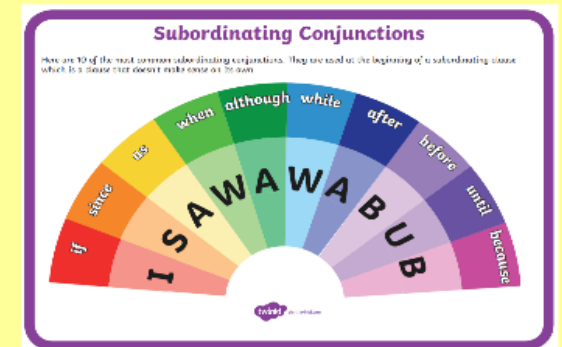 Subordinating Conjunctions
Here are 10 of the most common subordinating conjunctions. They are used at the beginning of a subordinating clause
which is a clause that doesn't make sense on its own.
if
since
as
when
although
while
after
before
until
because
I S A W A W A B U B
twinkl